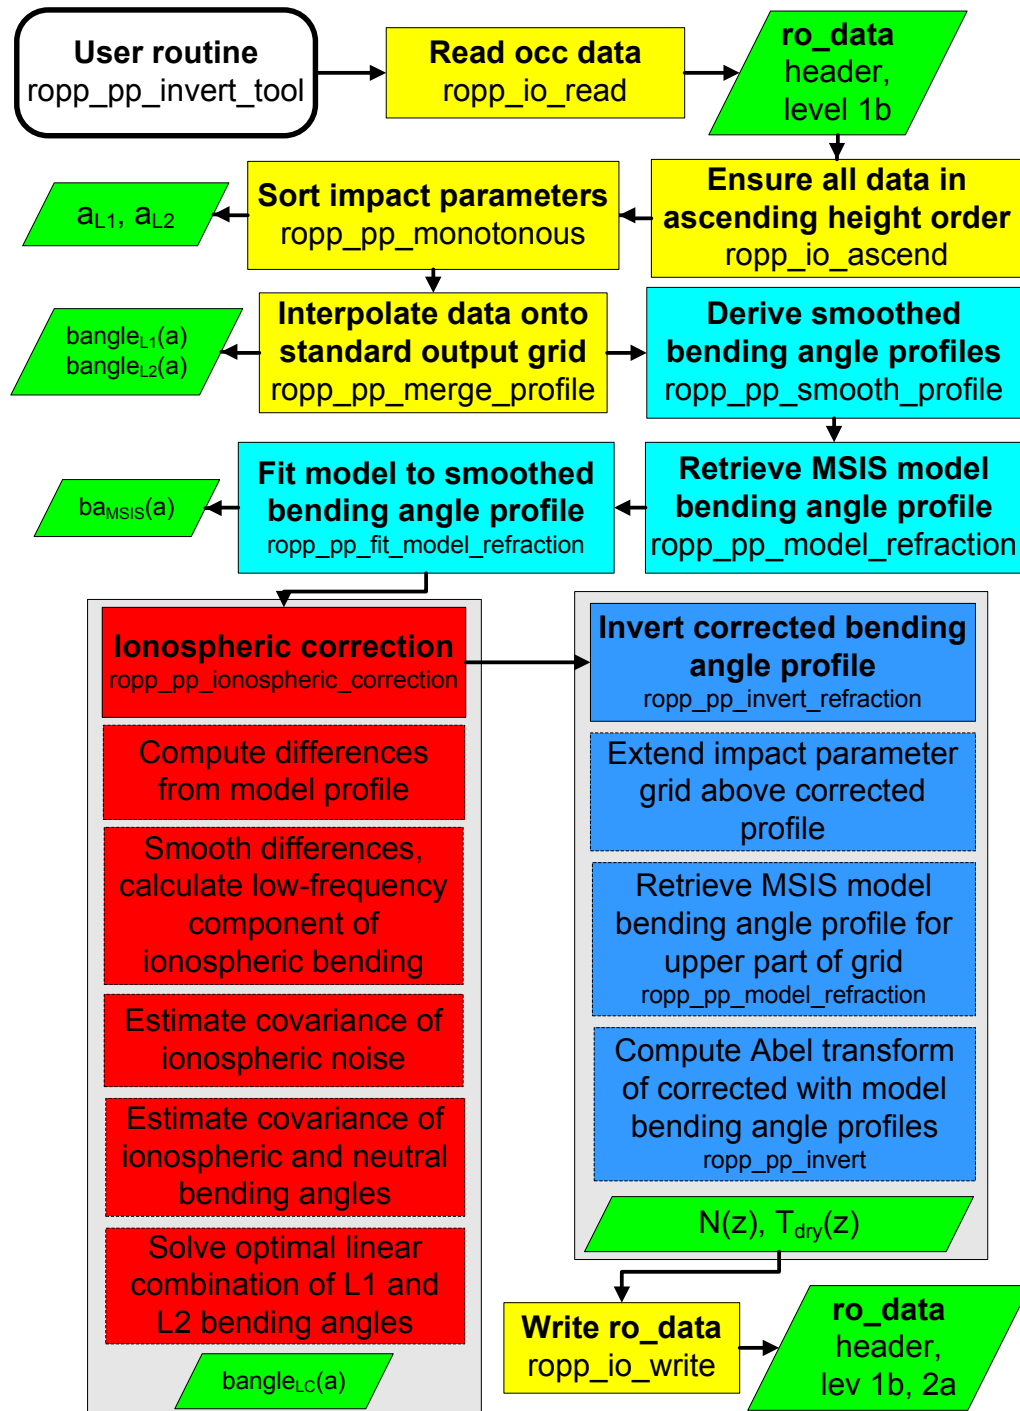 User routine
ropp_pp_invert_tool
Read occ data
ropp_io_read
ro_data
header,
level 1b
Ensure all data in
ascending height order
ropp_io_ascend
Sort impact parameters
ropp_pp_monotonous
aL1, aL2
Interpolate data onto
standard output grid
ropp_pp_merge_profile
bangleL1(a)
bangleL2(a)
Derive smoothed
bending angle profiles
ropp_pp_smooth_profile
Retrieve MSIS model
bending angle profile
ropp_pp_model_refraction
Fit model to smoothed
bending angle profile
ropp_pp_fit_model_refraction
baMSIS(a)
Ionospheric correction
ropp_pp_ionospheric_correction
Compute differences
from model profile
Smooth differences,
calculate low-frequency
component of
ionospheric bending
Estimate covariance of
ionospheric noise
Estimate covariance of
ionospheric and neutral
bending angles
Solve optimal linear
combination of L1 and
L2 bending angles
bangleLC(a)
Invert corrected bending
angle profile
ropp_pp_invert_refraction
Extend impact parameter
grid above corrected
profile
Retrieve MSIS model
bending angle profile for
upper part of grid
ropp_pp_model_refraction
Compute Abel transform
of corrected with model
bending angle profiles
ropp_pp_invert
N(z), Tdry(z)
Write ro_data
ropp_io_write
ro_data
header,
lev 1b, 2a